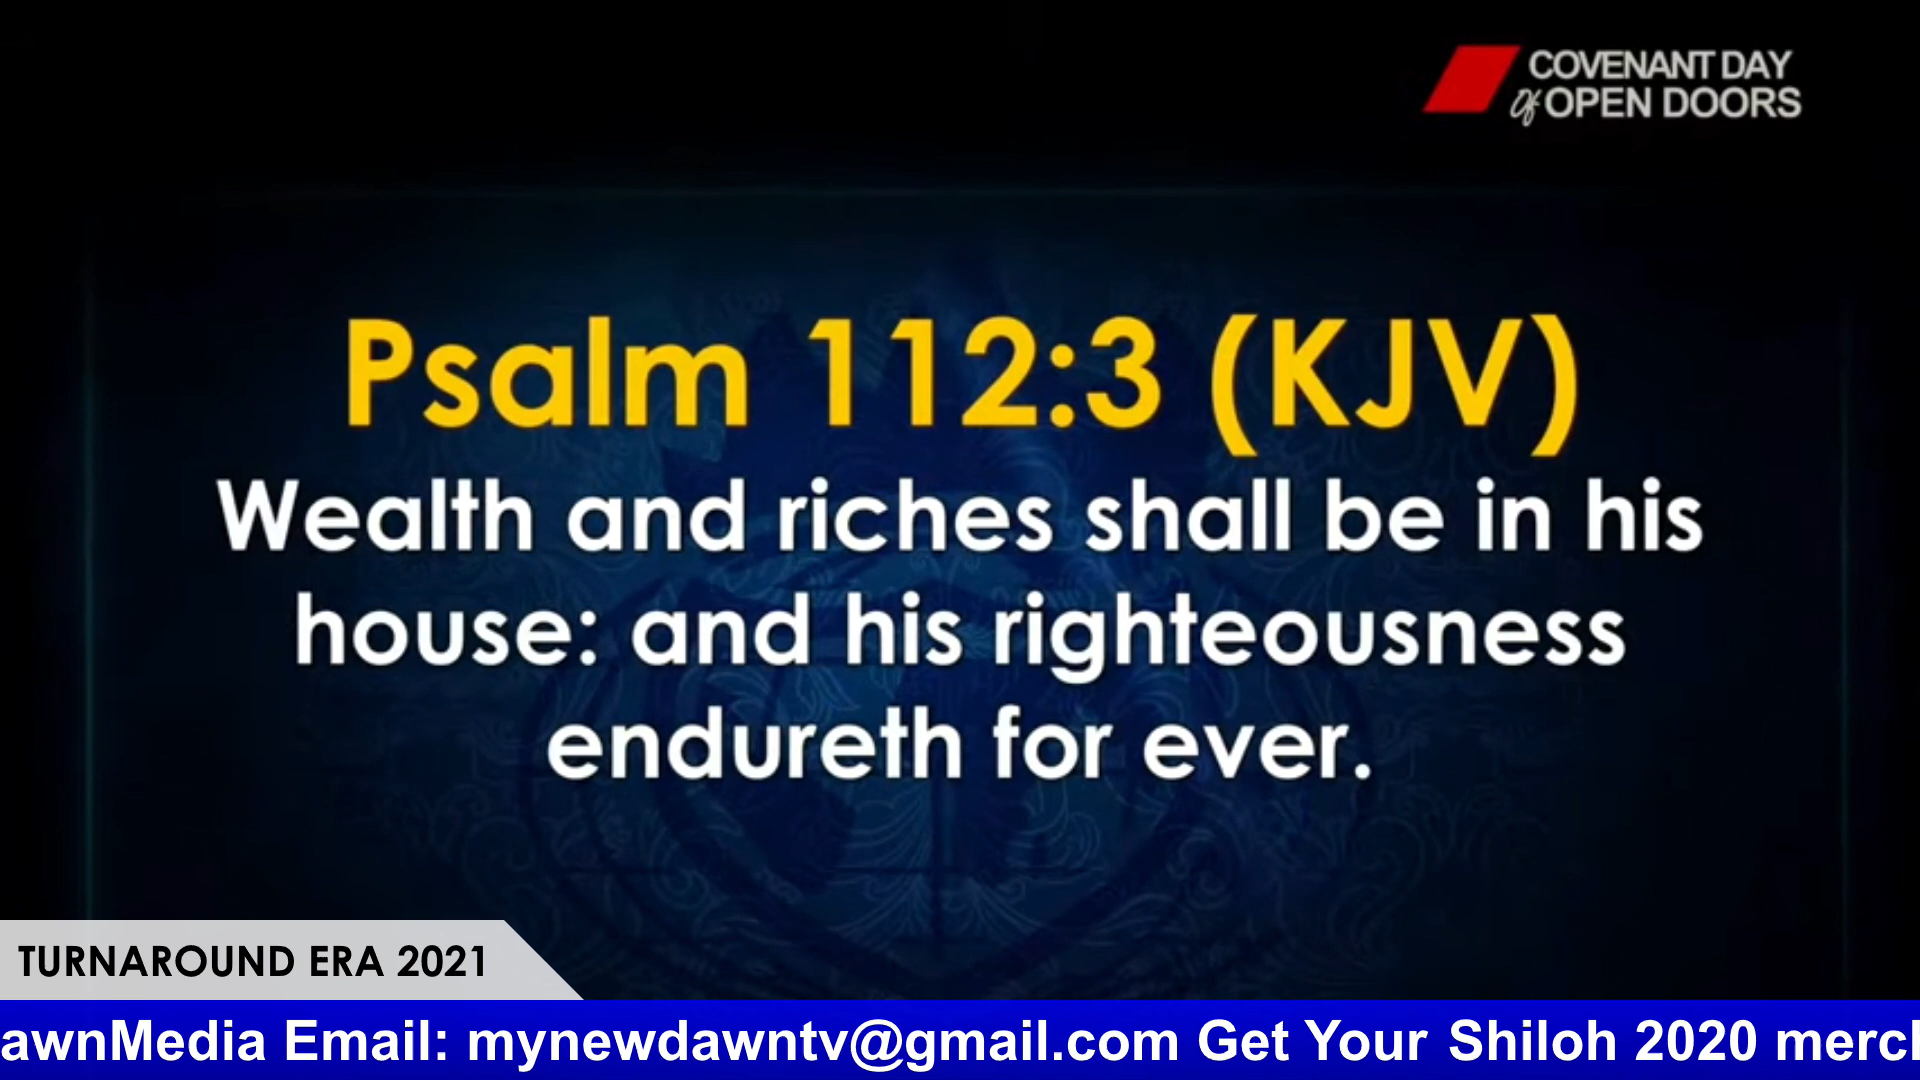 COVENANT DAY
Of OPEN DOORS
Psalm 112:3 (KJV)
Wealth and riches shall be in his
house: and his righteousness
endureth for ever.
TURNAROUND ERA 2021
awnMedia Email: mynewdawntv@gmail.com Get Your Shiloh 2020 merch